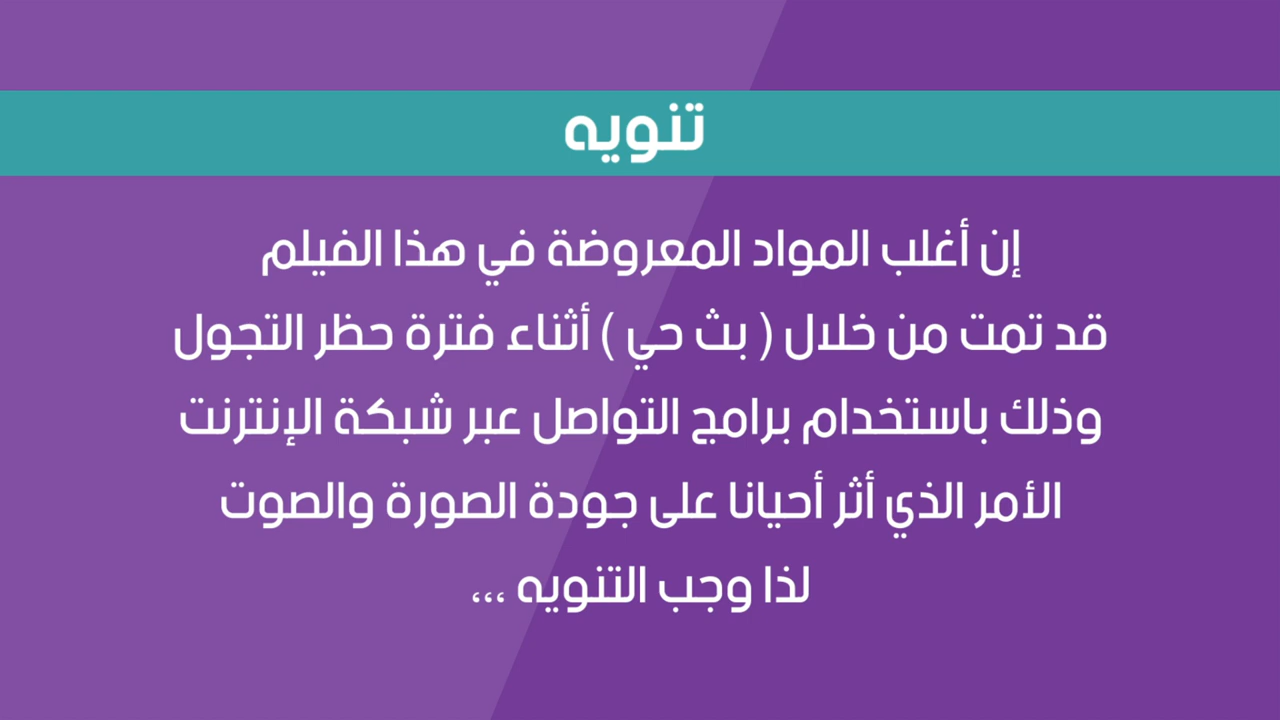 تنويه
إن أغلب المواد المعروضة في هذا الفيلم
قد تمت من خلال ( بث حي ) أثناء فترة حظر التجول
وذلك باستخدام برامج التواصل عبر شبكة الإنترنت
الأمر الذي أثر أحيانا على جودة الصورة والصوت
لذا وجب التنويه ،،،